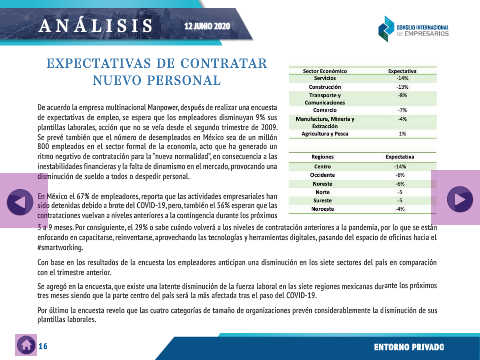 ANÁLISIS
12 JUNIO 2020
CONSEJO INTERNACIONAL
DE EMPRESARIOS
EXPECTATIVAS DE CONTRATAR
NUEVO PERSONAL
De acuerdo la empresa multinacional Manpower, después de realizar una encuesta
de expectativas de empleo, se espera que los empleadores disminuyan 9% sus
plantillas laborales, acción que no se veía desde el segundo trimestre de 2009.
Se prevé también que el número de desempleados en México sea de un millón
800 empleados en el sector formal de la economía, acto que ha generado un
ritmo negativo de contratación para la "nueva normalidad", en consecuencia a las
inestabilidades financieras y la falta de dinamismo en el mercado, provocando una
disminución de sueldo a todos o despedir personal.
En México el 67% de empleadores, reporta que las actividades empresariales han
sido detenidas debido a brote del COVID-19, pero, también el 56% esperan que las
contrataciones vuelvan a niveles anteriores a la contingencia durante los próximos
3 a 9 meses. Por consiguiente, el 29% o sabe cuándo volverá a los niveles de contratación anteriores a la pandemia, por lo que se están
enfocando en capacitarse, reinventarse, aprovechando las tecnologías y herramientas digitales, pasando del espacio de oficinas hacia el
#smartworking.
Con base en los resultados de la encuesta los empleadores anticipan una disminución en los siete sectores del país en comparación
con el trimestre anterior.
Se agregó en la encuesta, que existe una latente disminución de la fuerza laboral en las siete regiones mexicanas durante los próximos
tres meses siendo que la parte centro del país será la más afectada tras el paso del COVID-19.
Por último la encuesta revelo que las cuatro categorías de tamaño de organizaciones prevén considerablemente la disminución de sus
plantillas laborales.
Sector Económico Expectativa
Servicios -14%
Construcción -13%
Transporte y -8%
Comunicaciones
Comercio -7%
Manufactura, Minería y -4%
Extracción
Agricultura y Pesca 1%
Regiones Expectativa
Centro -14%
Occidente -8%
Noreste -6%
Norte -5
Sureste -5
Noroeste -4%
16
ENTORNO PRIVADO